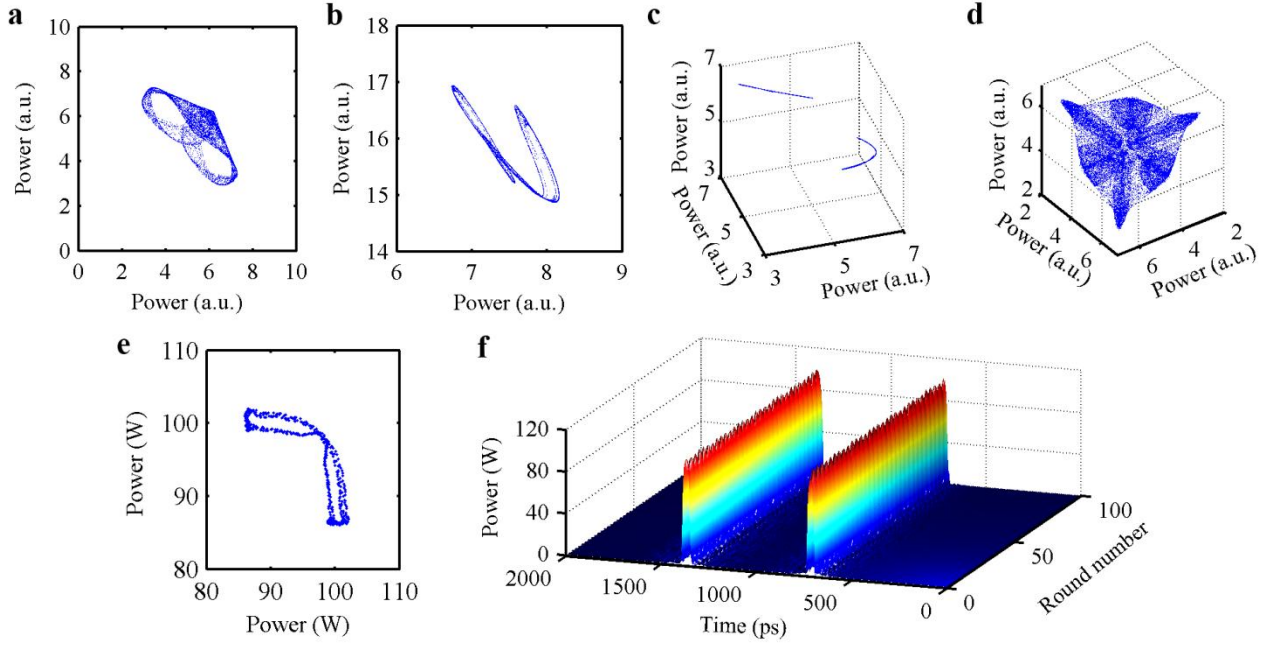 a
10
8
6
4
2
0
0 2 4 6 8 10
Power (a.u.)
Power (a.u.)
b
18
17
16
15
14
6 7 8 9
Power (a.u.)
Power (a.u.)
c
7
5
3
Power (a.u.)
7
5
3
Power (a.u.)
3
5
7
Power (a.u.)
d
6
4
2
Power (a.u.)
2
4
6
Power (a.u.)
6
4
2
Power (a.u.)
e
110
100
90
80
80 90 100 110
Power (W)
Power (W)
f
120
80
40
0
Power (W)
2000
1500
1000
500
0
Time (ps)
0
50
100
Round number